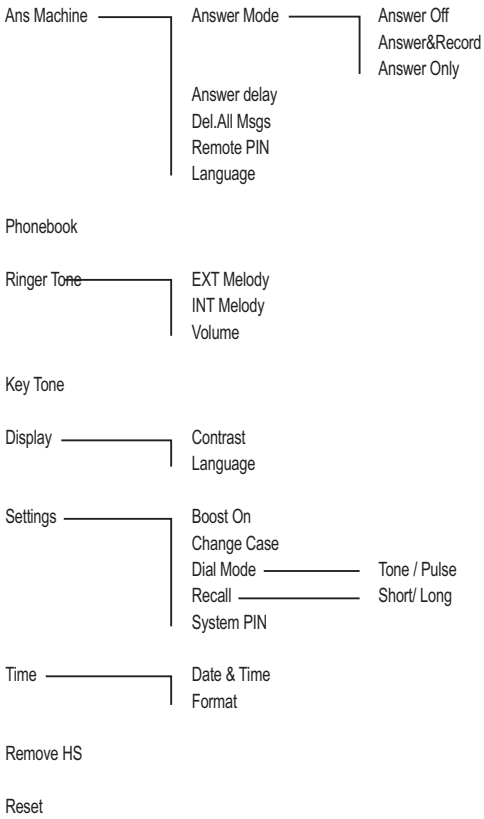 Ans Machine Answer Mode Answer Off
Answer&Record
Answer Only
Answer delay
Del.All Msgs
Remote PIN
Language
Phonebook
Ringer Tone EXT Melody
INT Melody
Volume
Key Tone
Display Contrast
Language
Settings Boost On
Change Case
Dial Mode Tone / Pulse
Recall Short/ Long
System PIN
Time Date & Time
Format
Remove HS
Reset